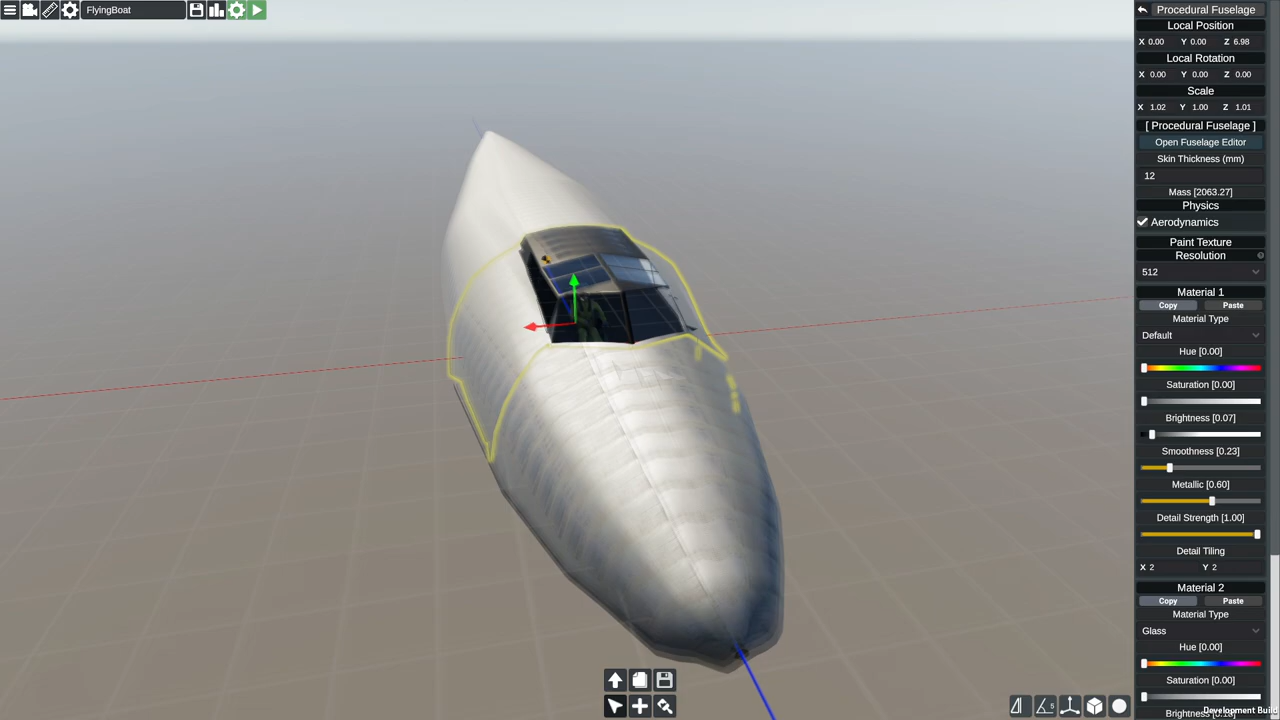 FlyingBoat
Procedural Fuselage
Local Position
X 0.00 Y 0.00 Z 6.98
Local Rotation
X 0.00 Y 0.00 Z 0.00
Scale
X 1.02 Y 1.00 Z 1.01
[ Procedural Fuselage ]
Open Fuselage Editor
Skin Thickness (mm)
12
Mass [2063.27]
Physics
Aerodynamics
Paint Texture
Resolution
512
Material 1
Copy Paste
Material Type
Default
Hue [0.00]
Saturation [0.00]
Brightness [0.07]
Smoothness [0.23]
Metallic [0.60]
Detail Strength [1.00]
Detail Tiling
X 2 Y 2
Material 2
Copy Paste
Material Type
Glass
Hue [0.00]
Saturation [0.00]
Development Build